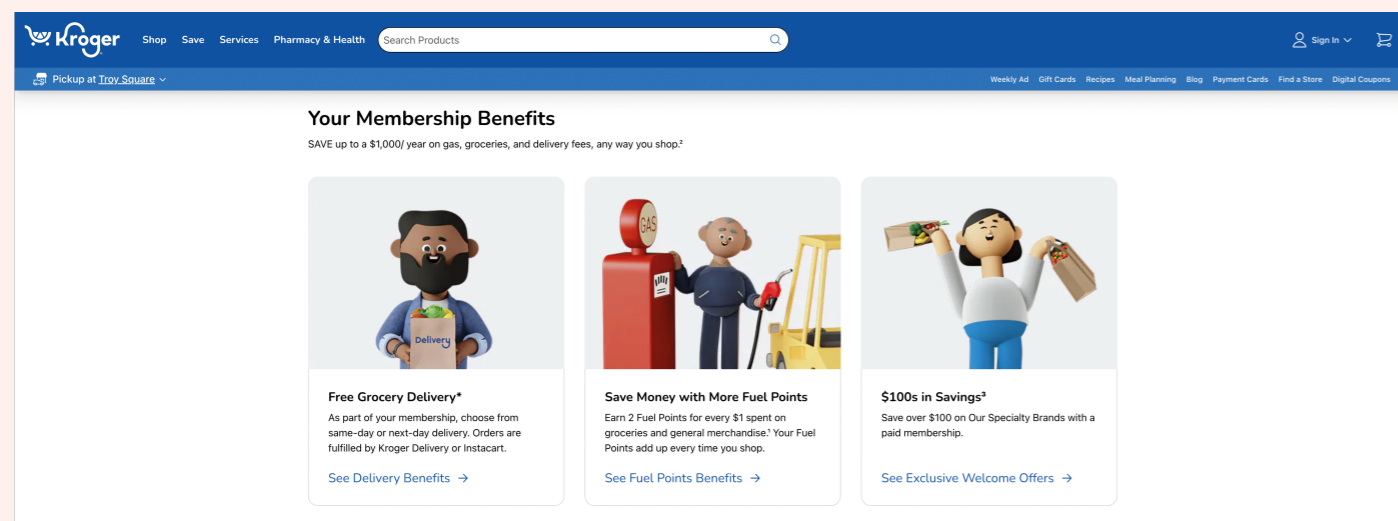 Kroger
Shop Save Services Pharmacy & Health Search Products Sign In
Pickup at Troy Square
Weekly Ad Gift Cards Recipes Meal Planning Blog Payment Cards Find a Store Digital Coupons
Your Membership Benefits
SAVE up to a $1,000/ year on gas, groceries, and delivery fees, any way you shop.²
Delivery
Free Grocery Delivery*
As part of your membership, choose from
same-day or next-day delivery. Orders are
fulfilled by Kroger Delivery or Instacart.
See Delivery Benefits →
GAS
Save Money with More Fuel Points
Earn 2 Fuel Points for every $1 spent on
groceries and general merchandise.¹ Your Fuel
Points add up every time you shop.
See Fuel Points Benefits →
$100s in Savings³
Save over $100 on Our Specialty Brands with a
paid membership.
See Exclusive Welcome Offers →